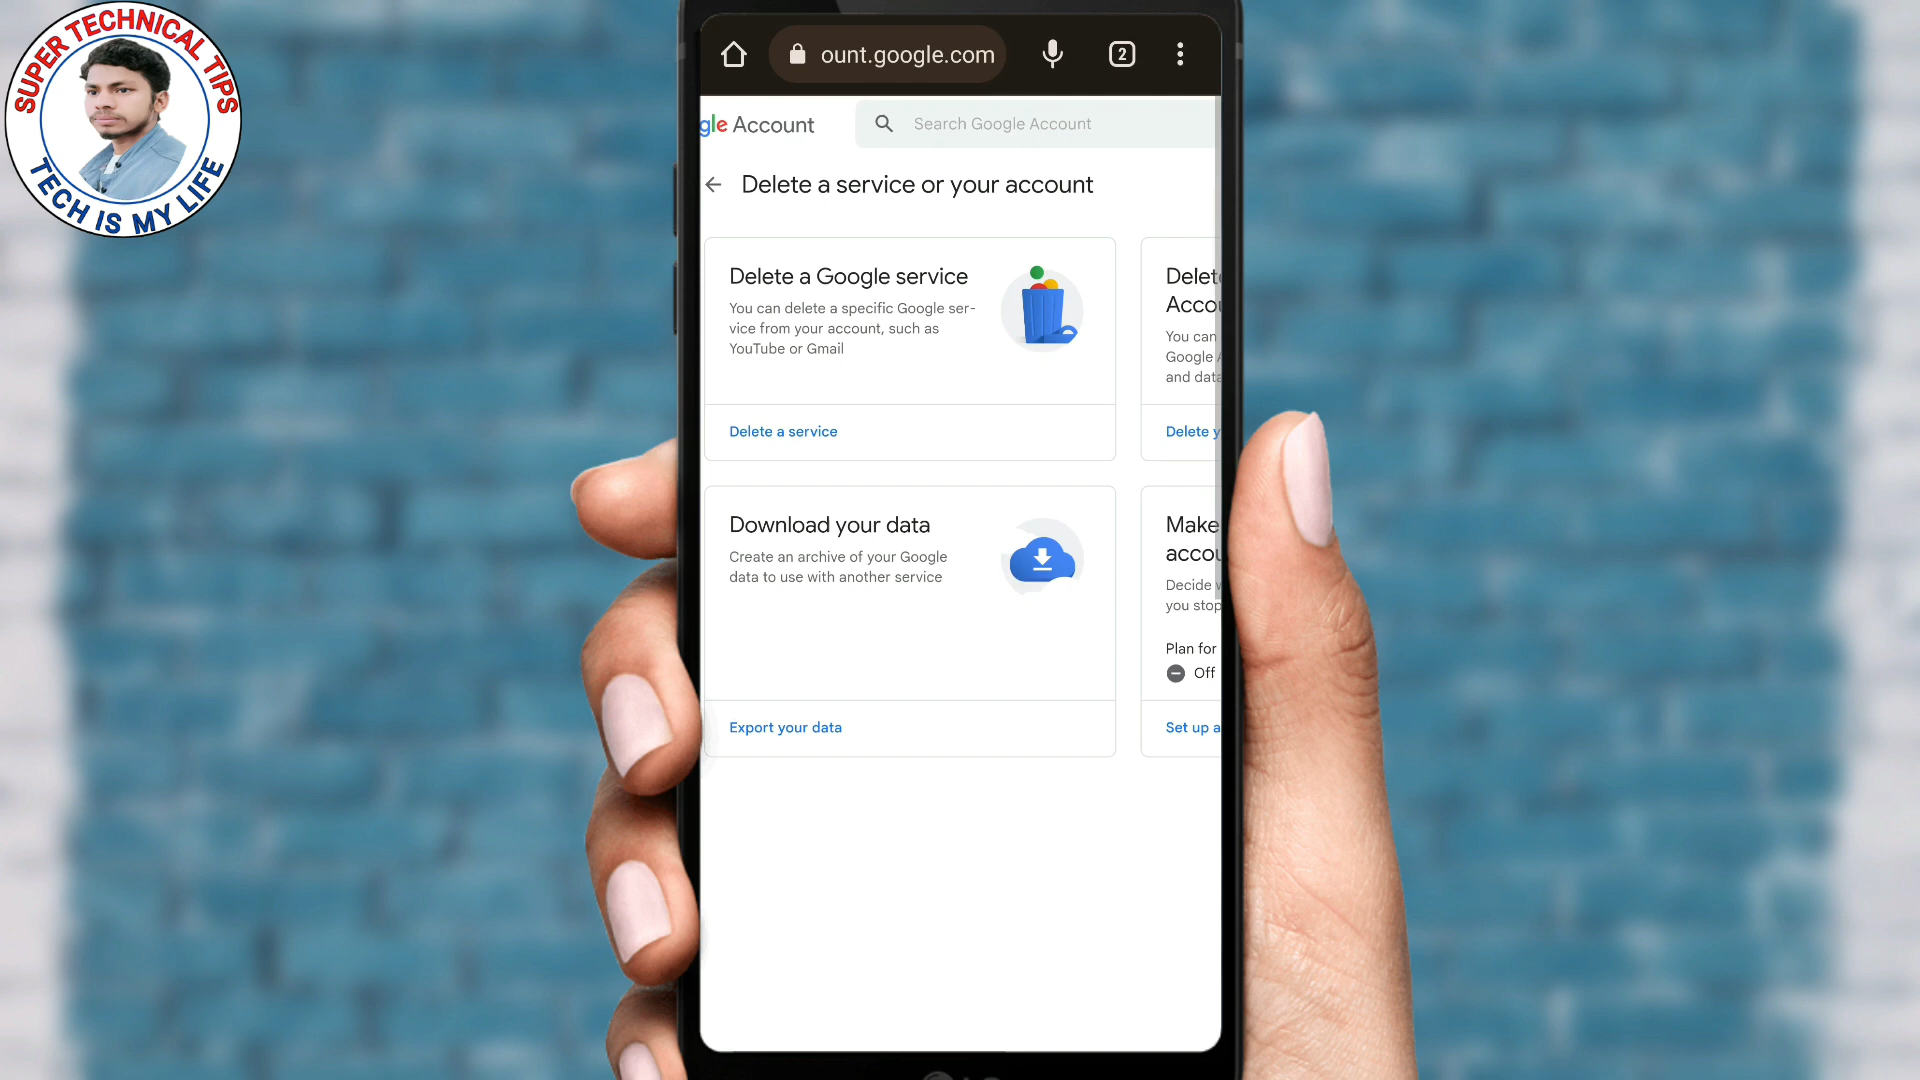 SUPER TECHNICAL TIPS
TECH IS MY LIFE
ount.google.com
2
gle Account
Search Google Account
Delete a service or your account
Delete a Google service
You can delete a specific Google ser-
vice from your account, such as
YouTube or Gmail
Delete a service
Delet
Accou
You can
Google A
and data
Delete y
Download your data
Create an archive of your Google
data to use with another service
Export your data
Make
accou
Decide w
you stop
Plan for
Off
Set up a